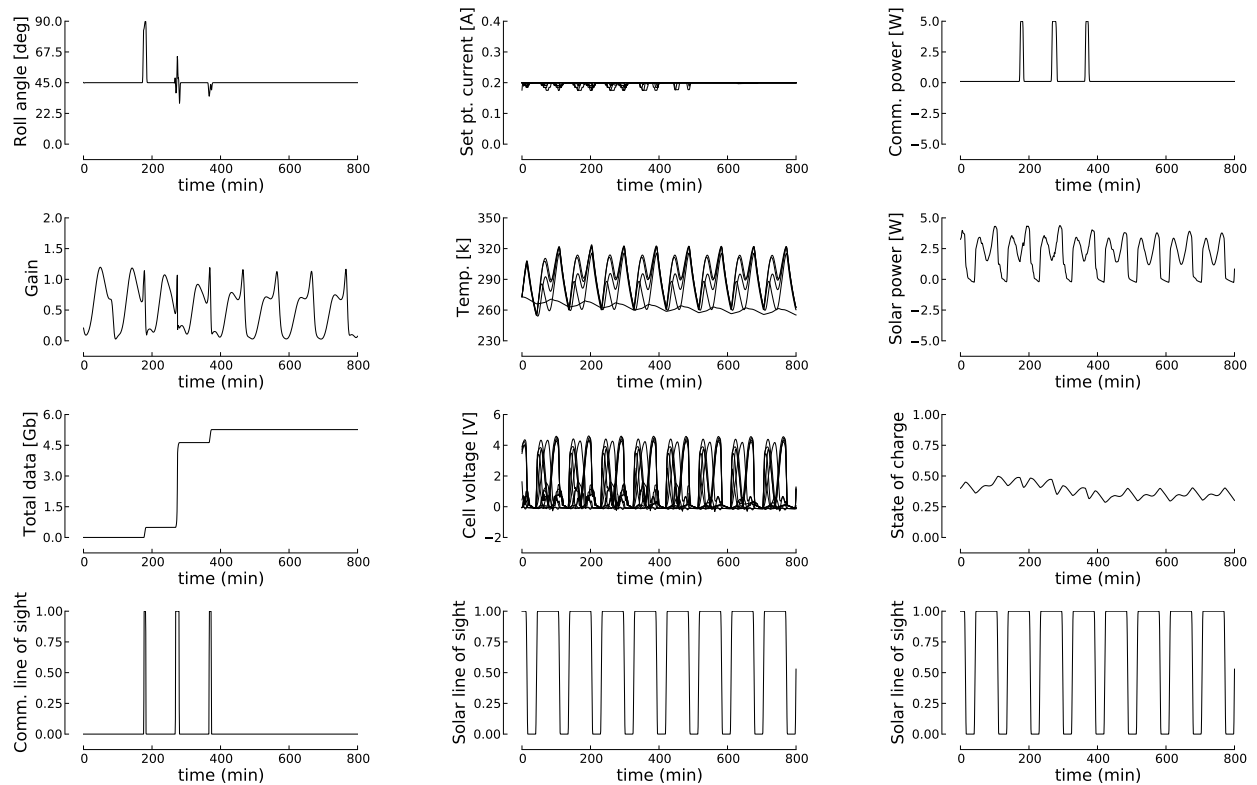 Roll angle [deg]
90.0
67.5
45.0
22.5
0.0
0 200 400 600 800
time (min)
Set pt. current [A]
0.4
0.3
0.2
0.1
0.0
0 200 400 600 800
time (min)
Comm. power [W]
5.0
2.5
0.0
−2.5
−5.0
0 200 400 600 800
time (min)
Gain
2.0
1.5
1.0
0.5
0.0
0 200 400 600 800
time (min)
Temp. [k]
350
320
290
260
230
0 200 400 600 800
time (min)
Solar power [W]
5.0
2.5
0.0
−2.5
−5.0
0 200 400 600 800
time (min)
Total data [Gb]
6.0
4.5
3.0
1.5
0.0
0 200 400 600 800
time (min)
Cell voltage [V]
6
4
2
0
−2
0 200 400 600 800
time (min)
State of charge
1.00
0.75
0.50
0.25
0.00
0 200 400 600 800
time (min)
Comm. line of sight
1.00
0.75
0.50
0.25
0.00
0 200 400 600 800
time (min)
Solar line of sight
1.00
0.75
0.50
0.25
0.00
0 200 400 600 800
time (min)
Solar line of sight
1.00
0.75
0.50
0.25
0.00
0 200 400 600 800
time (min)